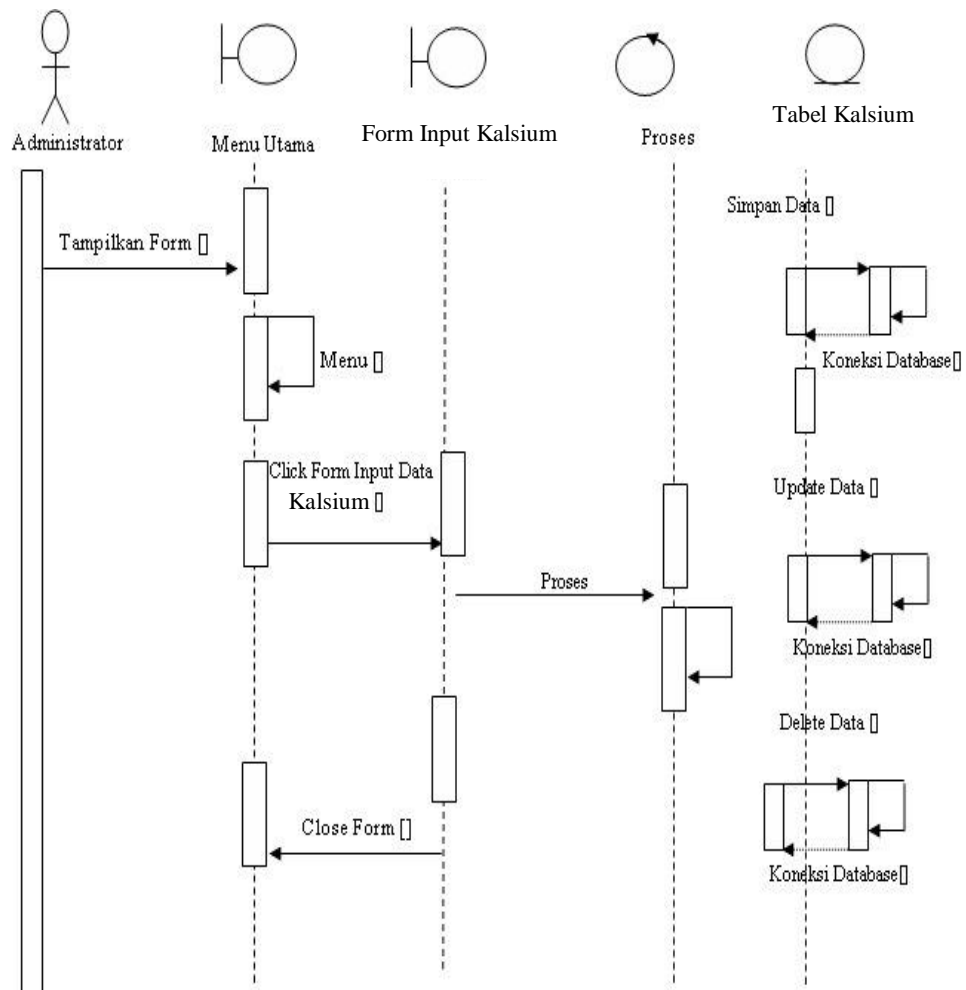 Administrator
Menu Utama
Form Input Kalsium
Proses
Tabel Kalsium
Simpan Data []
Tampilkan Form []
Menu []
Koneksi Database[]
Click Form Input Data
Kalsium []
Update Data []
Proses
Koneksi Database[]
Delete Data []
Close Form []
Koneksi Database[]